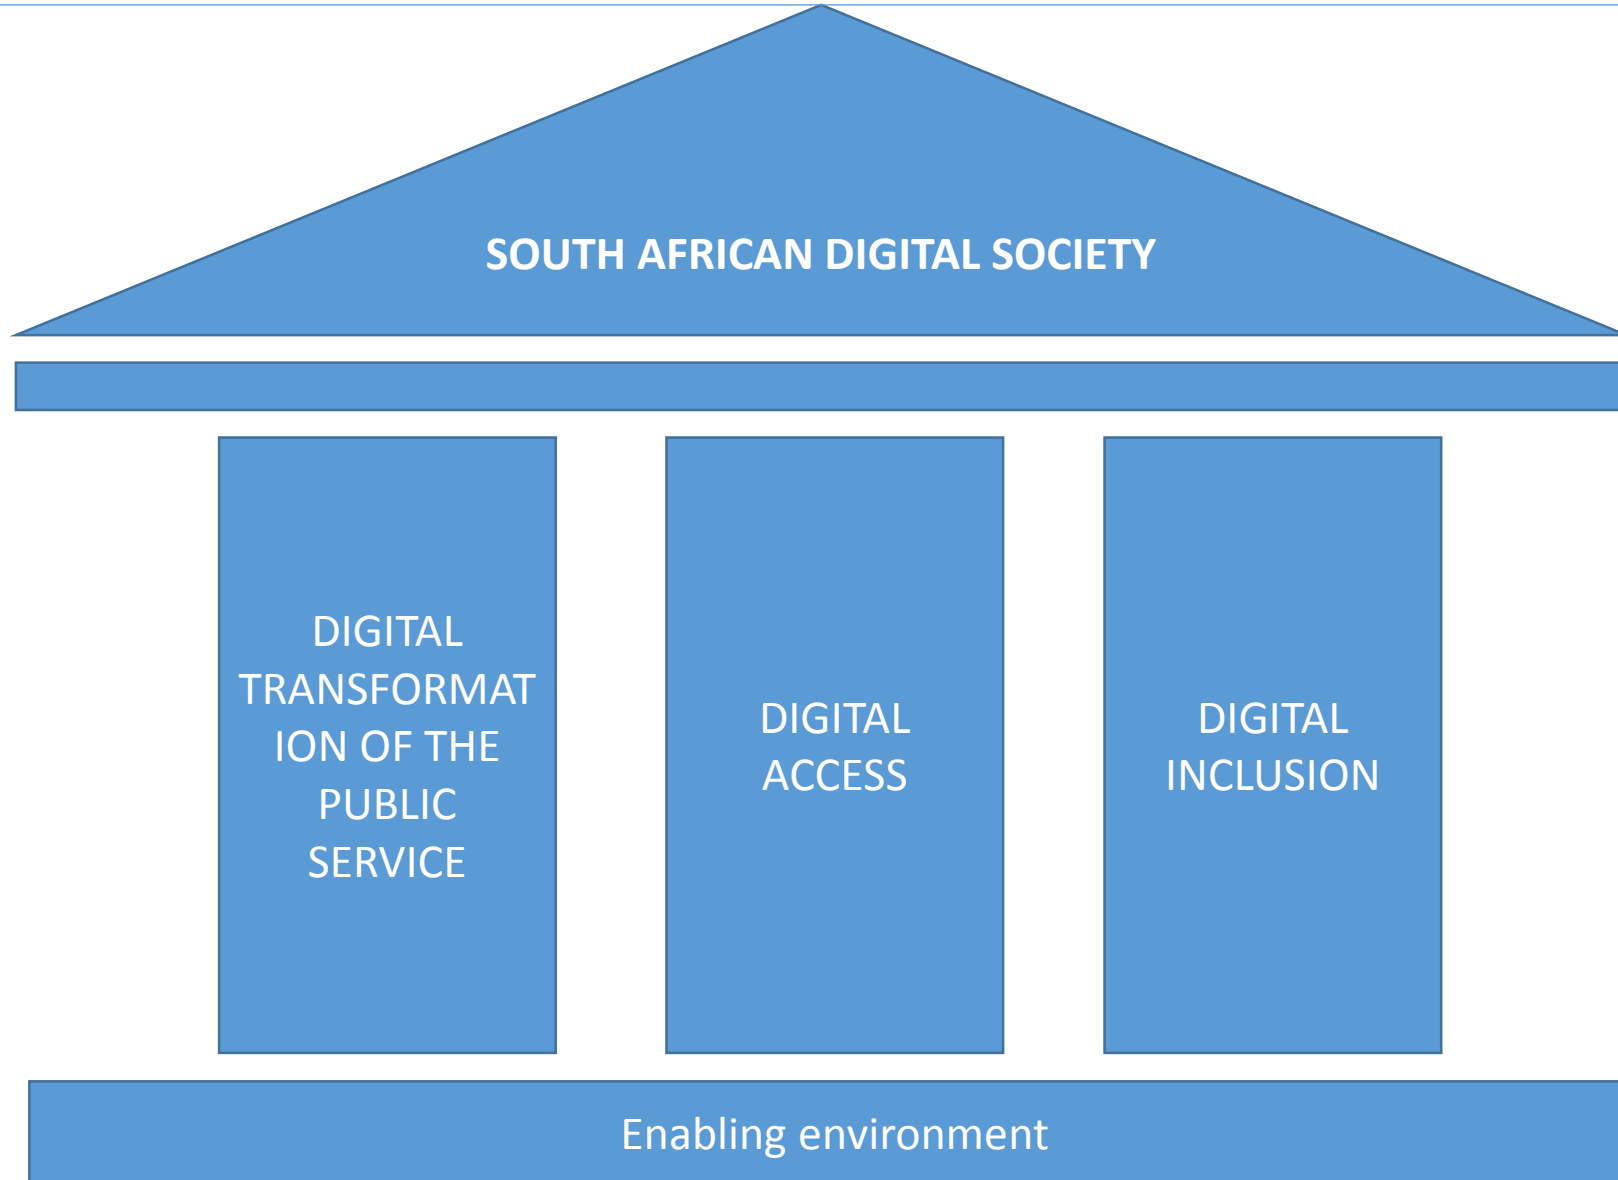 SOUTH AFRICAN DIGITAL SOCIETY
DIGITAL
TRANSFORMAT
ION OF THE
PUBLIC
SERVICE
DIGITAL
ACCESS
DIGITAL
INCLUSION
Enabling environment